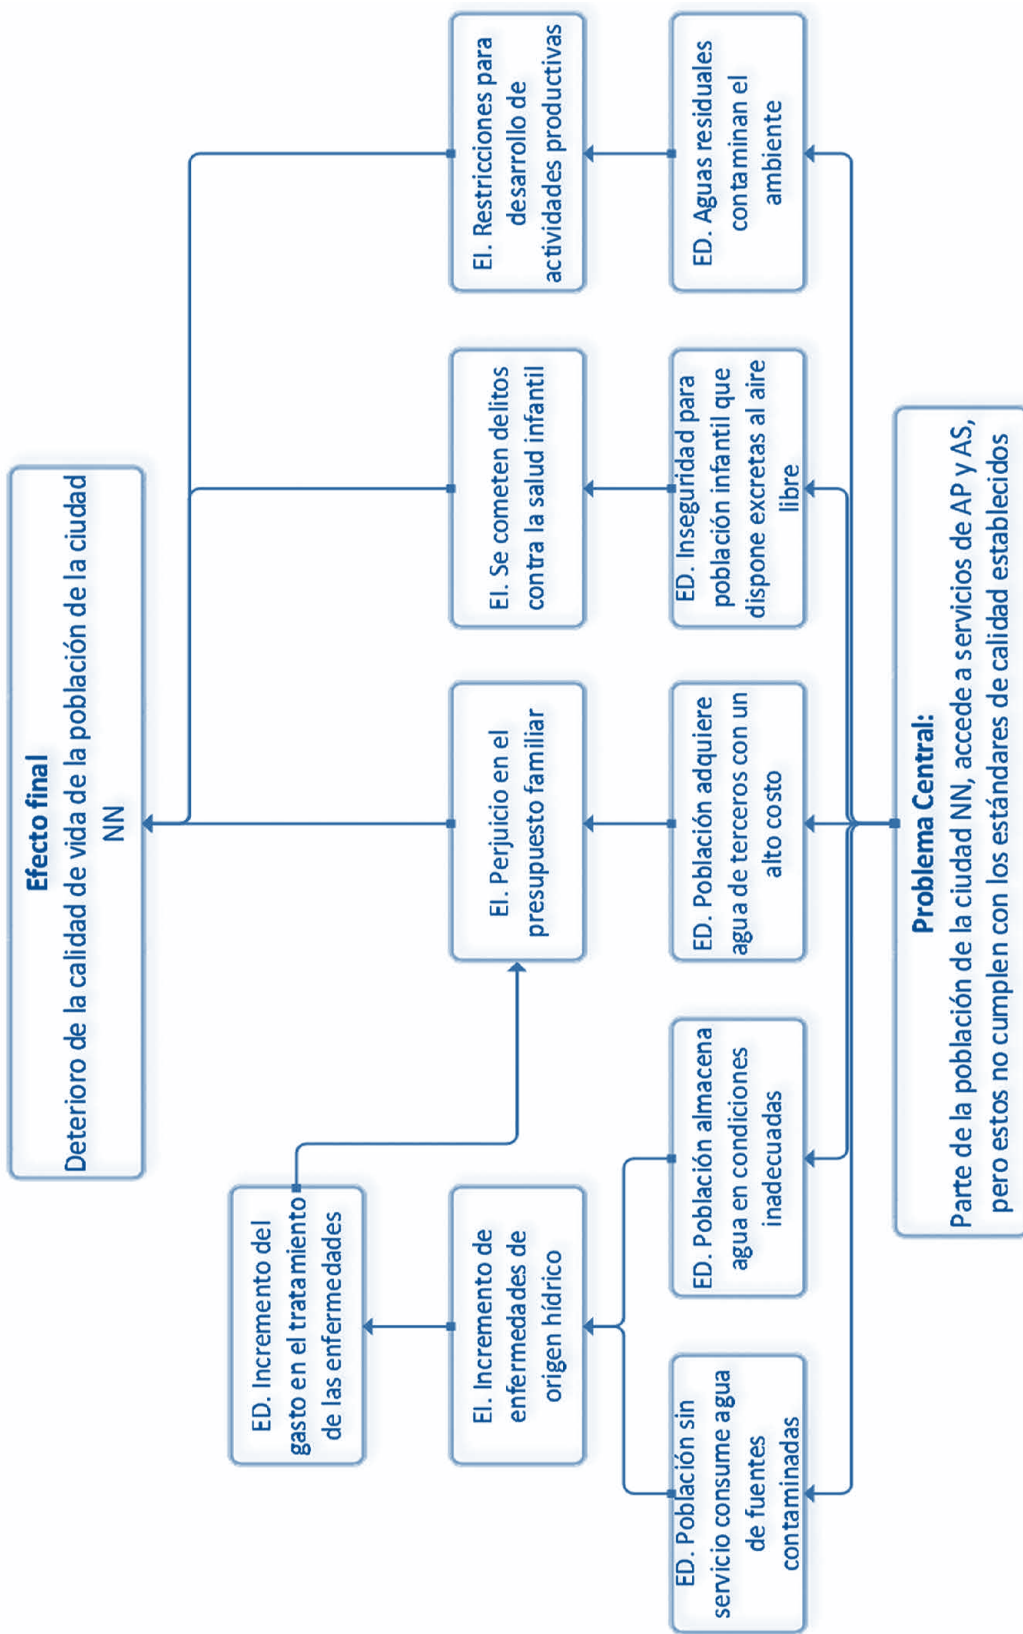 Efecto final
Deterioro de la calidad de vida de la población de la ciudad
NN
ED. Incremento del
gasto en el tratamiento
de las enfermedades
EI. Incremento de
enfermedades de
origen hídrico
EI. Perjuicio en el
presupuesto familiar
EI. Se cometen delitos
contra la salud infantil
EI. Restricciones para
desarrollo de
actividades productivas
ED. Población sin
servicio consume agua
de fuentes
contaminadas
ED. Población almacena
agua en condiciones
inadecuadas
ED. Población adquiere
agua de terceros con un
alto costo
ED. Inseguridad para
población infantil que
dispone excretas al aire
libre
ED. Aguas residuales
contaminan el
ambiente
Problema Central:
Parte de la población de la ciudad NN, accede a servicios de AP y AS,
pero estos no cumplen con los estándares de calidad establecidos